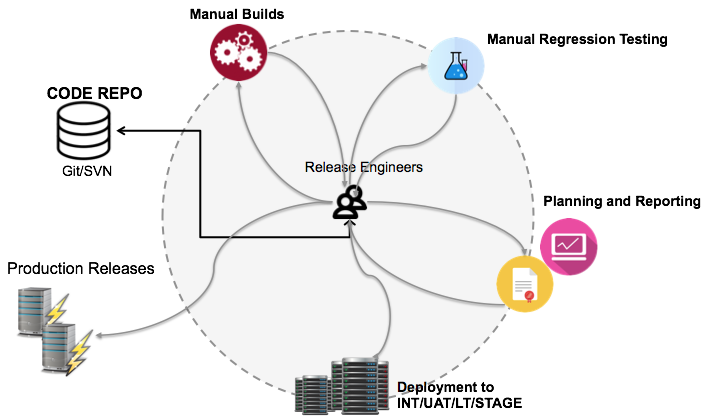 Manual Builds
Manual Regression Testing
CODE REPO
Git/SVN
Release Engineers
Planning and Reporting
Production Releases
Deployment to
INT/UAT/LT/STAGE